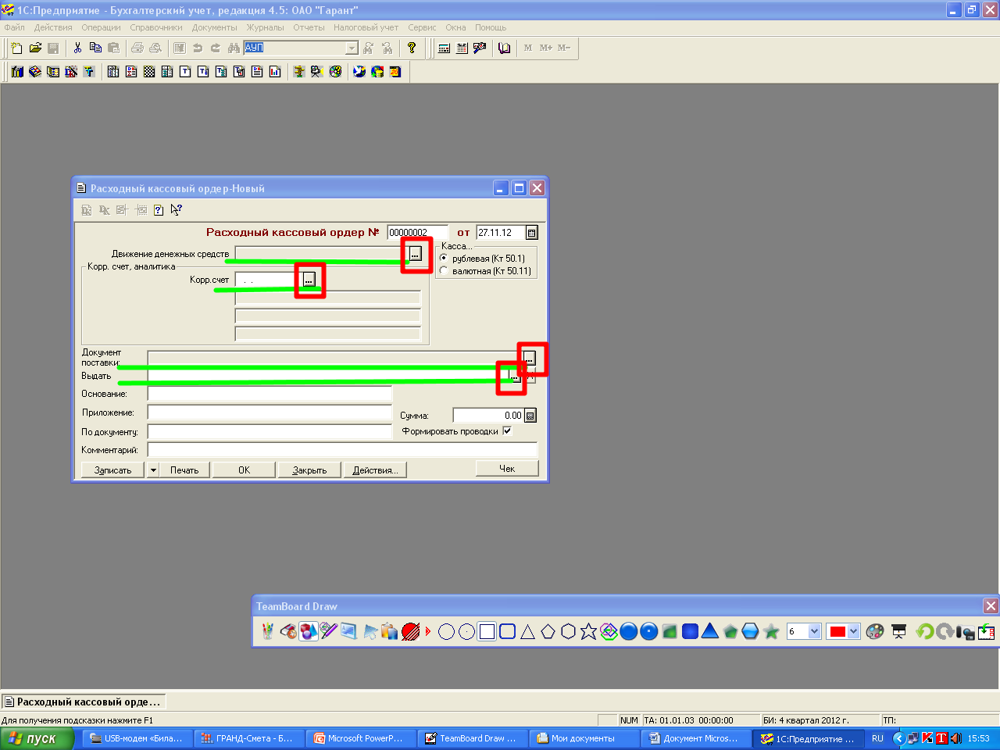 1С:Предприятие - Бухгалтерский учет, редакция 4.5: ОАО "Гарант"
Файл Действия Операции Справочники Документы Журналы Отчеты Налоговый учет Сервис Окна Помощь
АУП
M M+ M-
Расходный кассовый ордер-Новый
Расходный кассовый ордер № 00000002 от 27.11.12
Движение денежных средств ...
Касса...
рублевая (Кт 50.1)
валютная (Кт 50.11)
Корр. счет, аналитика
Корр.счет . . ...
Документ
поставки: ...
Выдать ...
Основание:
Приложение:
Сумма: 0.00
По документу:
Формировать проводки
Комментарий:
Записать Печать OK Закрыть Действия... Чек
TeamBoard Draw
6
Расходный кассовый орде...
Для получения подсказки нажмите F1
NUM TA: 01.01.03 00:00:00 БИ: 4 квартал 2012 г. ТП:
пуск USB-модем «Била... ГРАНД-Смета - Б... Microsoft PowerP... TeamBoard Draw ... Мои документы Документ Micros... 1С:Предприятие ... RU 15:53